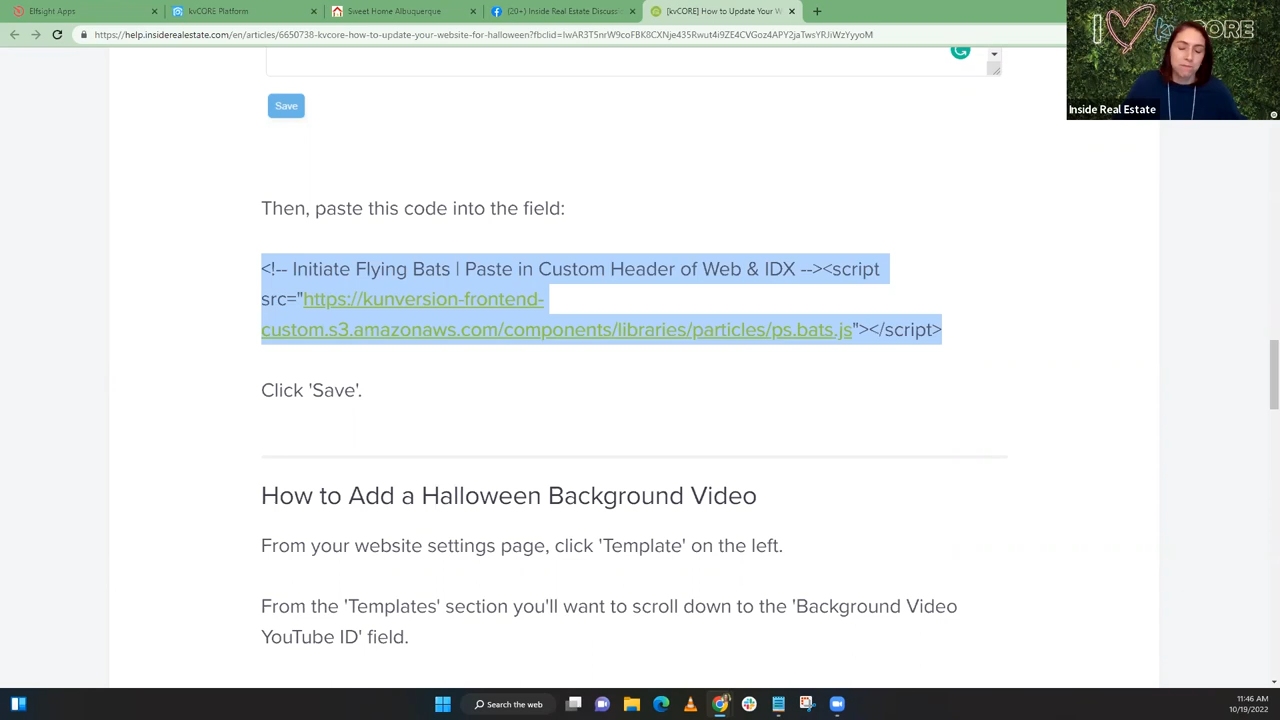 Elfsight Apps
kvCORE Platform
Sweet Home Albuquerque
(20+) Inside Real Estate Discussi
[kvCORE] How to Update Your W
https://help.insiderealestate.com/en/articles/6650738-kvcore-how-to-update-your-website-for-halloween?fbclid=IwAR3T5nrW9coFBK8CXNje435Rwut4i9ZE4CVGoz4APY2jaTwsYRJiWzYyyoM
I kvCORE
Inside Real Estate
Save
Then, paste this code into the field:
<!-- Initiate Flying Bats | Paste in Custom Header of Web & IDX --><script
src="https://kunversion-frontend-
custom.s3.amazonaws.com/components/libraries/particles/ps.bats.js"></script>
Click 'Save'.
How to Add a Halloween Background Video
From your website settings page, click 'Template' on the left.
From the 'Templates' section you'll want to scroll down to the 'Background Video
YouTube ID' field.
Search the web
11:46 AM
10/19/2022